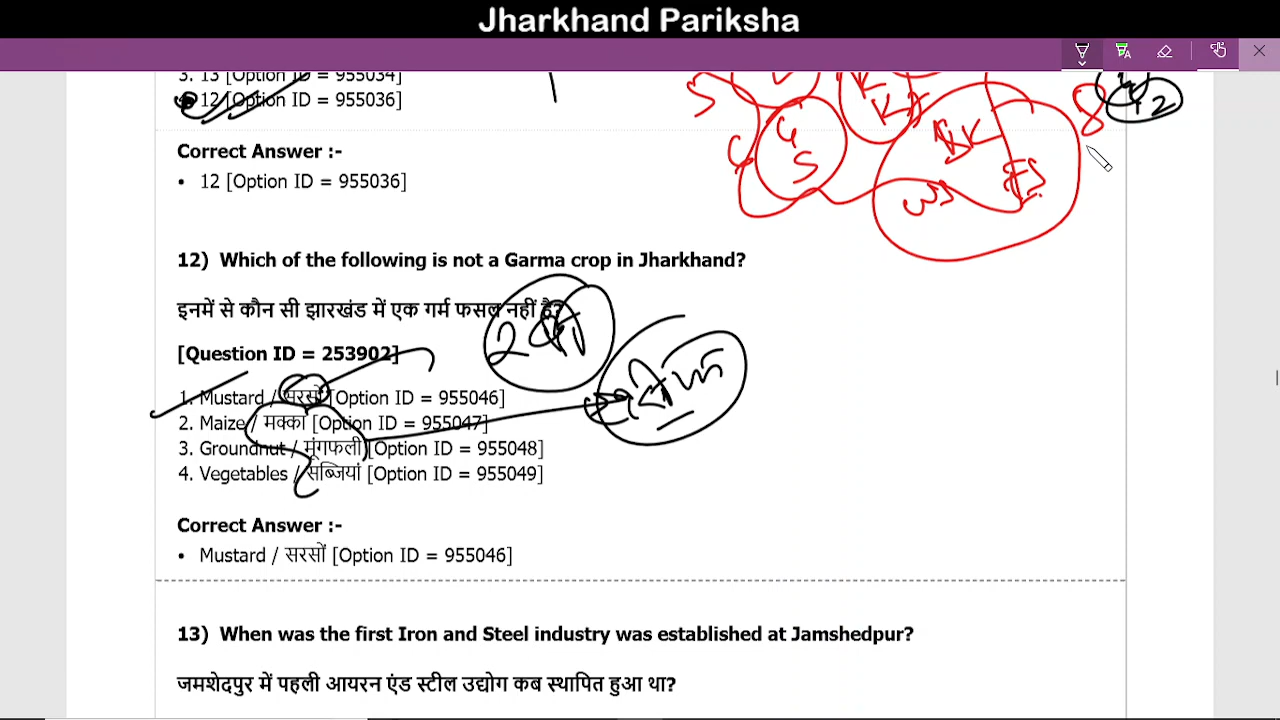 Jharkhand Pariksha
3. 13 [Option ID = 955034]
12 [Option ID = 955036]
Correct Answer :-
• 12 [Option ID = 955036]
12) Which of the following is not a Garma crop in Jharkhand?
इनमें से कौन सी झारखंड में एक गर्म फसल नहीं है?
[Question ID = 253902]
1. Mustard / सरसों [Option ID = 955046]
2. Maize / मक्का [Option ID = 955047]
3. Groundnut / मूंगफली [Option ID = 955048]
4. Vegetables / सब्जियां [Option ID = 955049]
Correct Answer :-
• Mustard / सरसों [Option ID = 955046]
13) When was the first Iron and Steel industry was established at Jamshedpur?
जमशेदपुर में पहली आयरन एंड स्टील उद्योग कब स्थापित हुआ था?